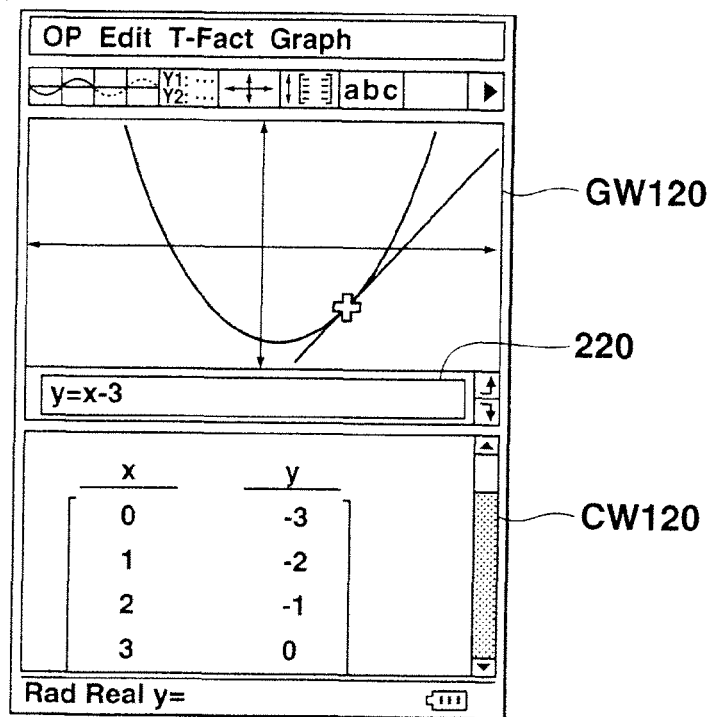 OP Edit T-Fact Graph
Y1: ... abc
Y2: ...
GW120
220
y=x-3
x y
0 -3
1 -2
2 -1
3 0
CW120
Rad Real y=